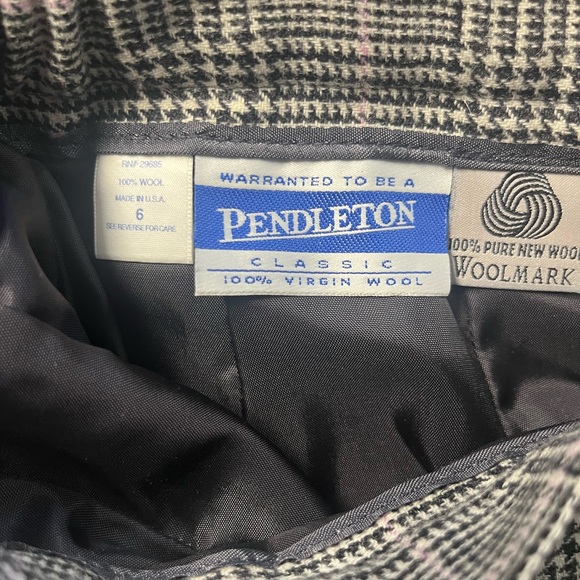 RN# 29685
100% WOOL
MADE IN U.S.A.
6
SEE REVERSE FOR CARE
WARRANTED TO BE A
PENDLETON
CLASSIC
100% VIRGIN WOOL
100% PURE NEW WOOL
WOOLMARK